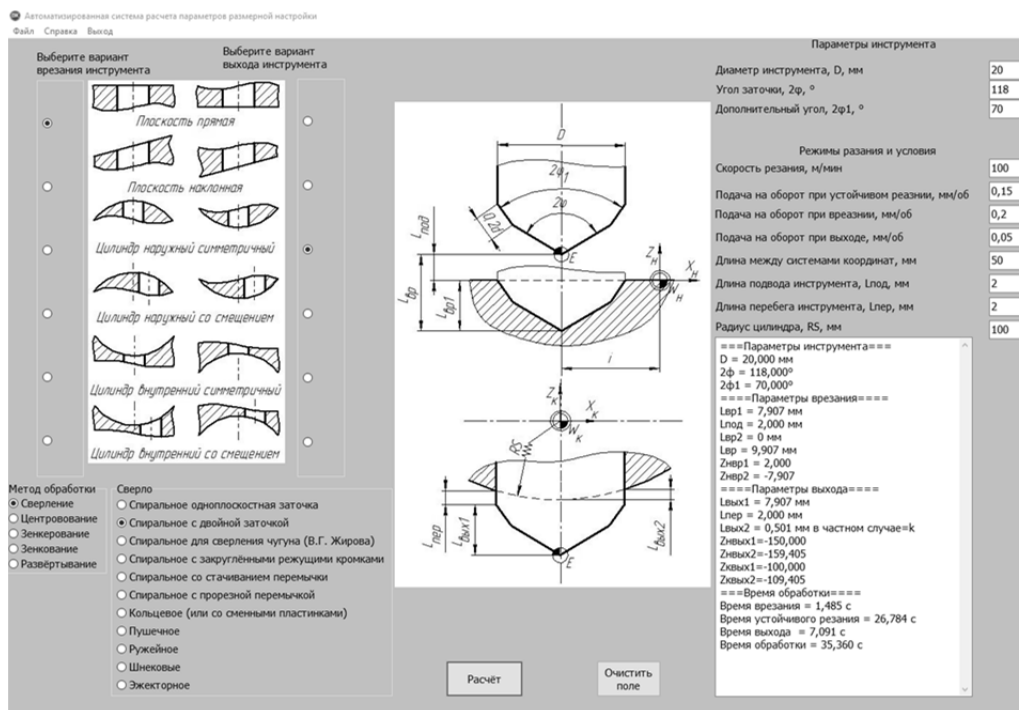 Автоматизированная система расчета параметров размерной настройки
Файл Справка Выход
Выберите вариант
врезания инструмента
Выберите вариант
выхода инструмента
Плоскость прямая
Плоскость наклонная
Цилиндр наружный симметричный
Цилиндр наружный со смещением
Цилиндр внутренний симметричный
Цилиндр внутренний со смещением
Метод обработки
Сверление
Центровование
Зенкерование
Зенкование
Развёртывание
Сверло
Спиральное одноплоскостная заточка
Спиральное с двойной заточкой
Спиральное для сверления чугуна (В.Г. Жирова)
Спиральное с закруглёнными режущими кромками
Спиральное со стачиванием перемычки
Спиральное с прорезной перемычкой
Кольцевое (или со сменными пластинками)
Пушечное
Ружейное
Шнековые
Эжекторное
D
2φ1
2φ
0,2d
Lпод
E
Zн
Xн
Wн
Lвр
Lвр1
i
Zк
Xк
Wк
RS
Lпер
Lвых1
Lвых2
E
Расчёт
Очистить
поле
Параметры инструмента
Диаметр инструмента, D, мм 20
Угол заточки, 2φ, ° 118
Дополнительный угол, 2φ1, ° 70
Режимы разания и условия
Скорость резания, м/мин 100
Подача на оборот при устойчивом реазнии, мм/об 0,15
Подача на оборот при вреазнии, мм/об 0,2
Подача на оборот при выходе, мм/об 0,05
Длина между системами координат, мм 50
Длина подвода инструмента, Lпод, мм 2
Длина перебега инструмента, Lпер, мм 2
Радиус цилиндра, RS, мм 100
===Параметры инструмента===
D = 20,000 мм
2ф = 118,000º
2ф1 = 70,000º
====Параметры врезания====
Lвр1 = 7,907 мм
Lпод = 2,000 мм
Lвр2 = 0 мм
Lвр = 9,907 мм
Zнвр1 = 2,000
Zнвр2 = -7,907
====Параметры выхода====
Lвых1 = 7,907 мм
Lпер = 2,000 мм
Lвых2 = 0,501 мм в частном случае=k
Zнвых1=-150,000
Zнвых2=-159,405
Zквых1=-100,000
Zквых2=-109,405
===Время обработки====
Время врезания = 1,485 с
Время устойчивого резания = 26,784 с
Время выхода = 7,091 с
Время обработки = 35,360 с